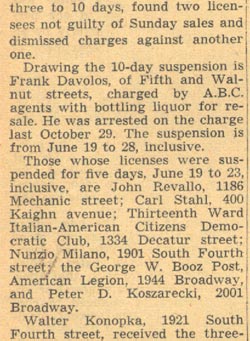 three to 10 days, found two licen-
sees not guilty of Sunday sales and
dismissed charges against another
one.
Drawing the 10-day suspension is
Frank Davolos, of Fifth and Wal-
nut streets, charged by A.B.C.
agents with bottling liquor for re-
sale. He was arrested on the charge
last October 29. The suspension is
from June 19 to 28, inclusive.
Those whose licenses were sus-
pended for five days, June 19 to 23,
inclusive, are John Revallo, 1186
Mechanic street; Carl Stahl, 400
Kaighn avenue; Thirteenth Ward
Italian-American Citizens Demo-
cratic Club, 1334 Decatur street;
Nunzio Milano, 1901 South Fourth
street; the George W. Booz Post,
American Legion, 1944 Broadway,
and Peter D. Koszarecki, 2001
Broadway.
Walter Konopka, 1921 South
Fourth street, received the three-